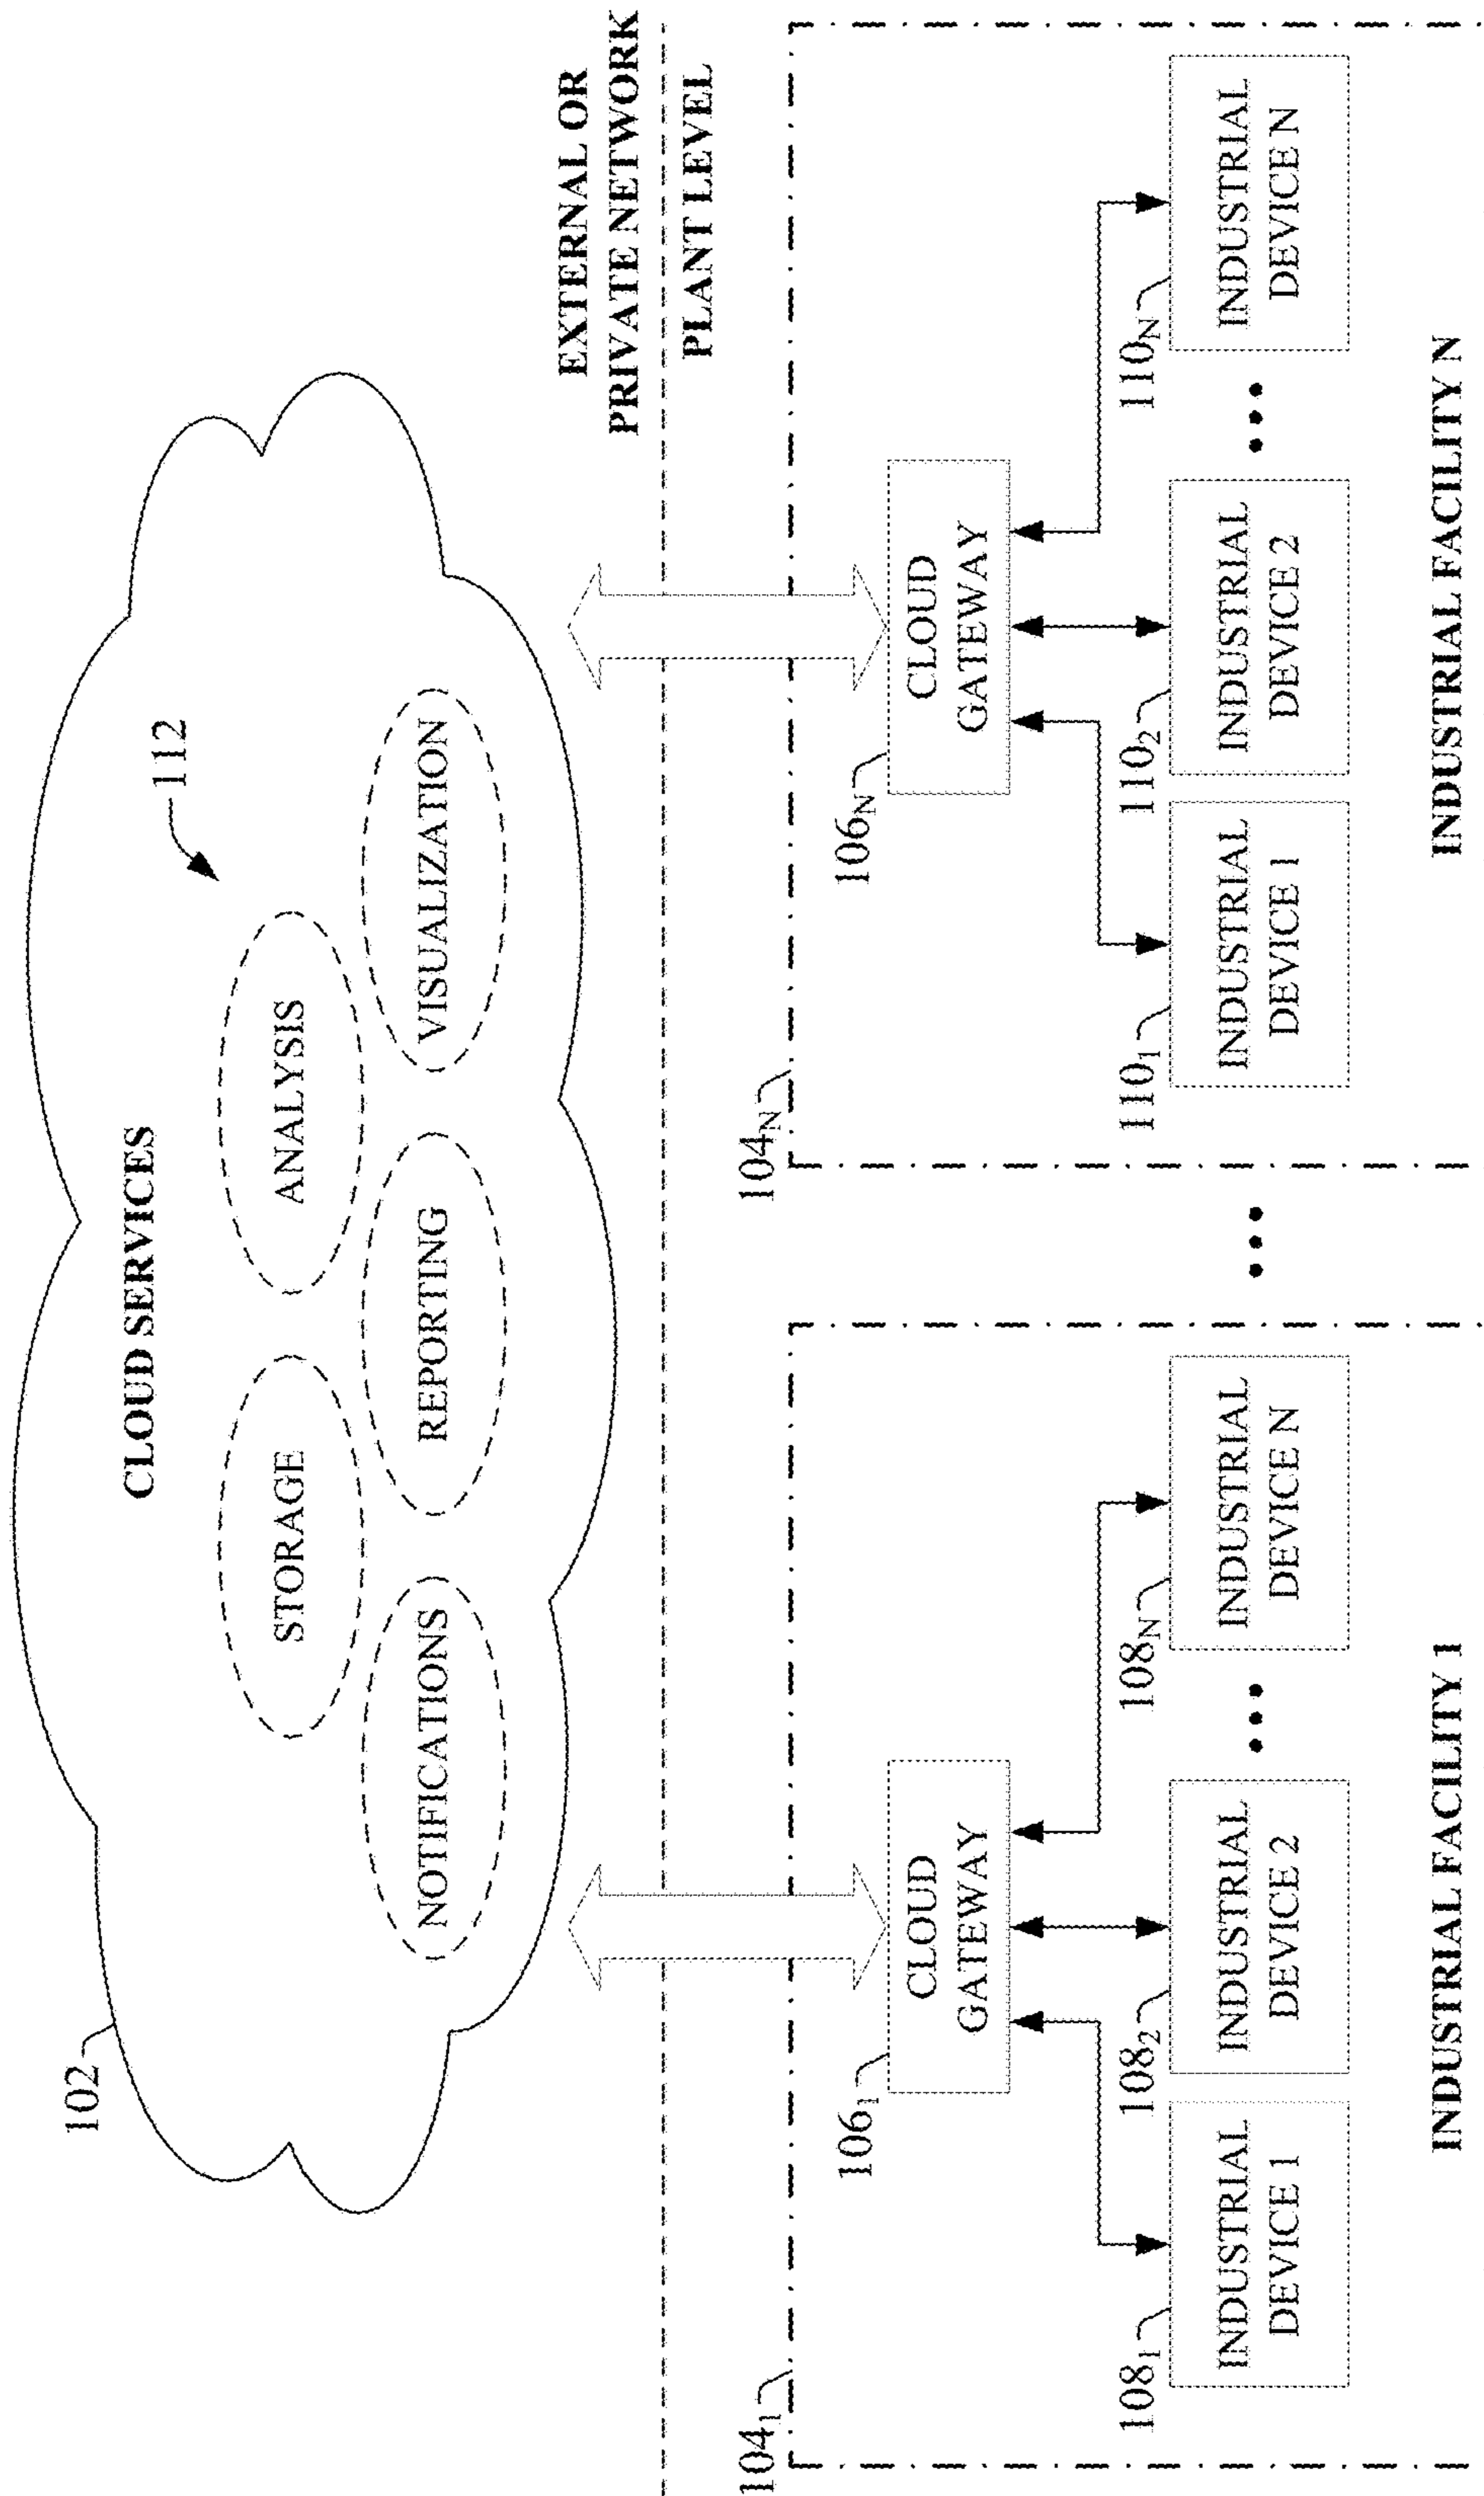 102
CLOUD SERVICES
112
STORAGE
ANALYSIS
NOTIFICATIONS
REPORTING
VISUALIZATION
EXTERNAL OR
PRIVATE NETWORK
PLANT LEVEL
104₁
106₁
CLOUD
GATEWAY
108₁
INDUSTRIAL
DEVICE 1
108₂
INDUSTRIAL
DEVICE 2
•••
108N
INDUSTRIAL
DEVICE N
INDUSTRIAL FACILITY 1
•••
104N
106N
CLOUD
GATEWAY
110₁
INDUSTRIAL
DEVICE 1
110₂
INDUSTRIAL
DEVICE 2
•••
110N
INDUSTRIAL
DEVICE N
INDUSTRIAL FACILITY N